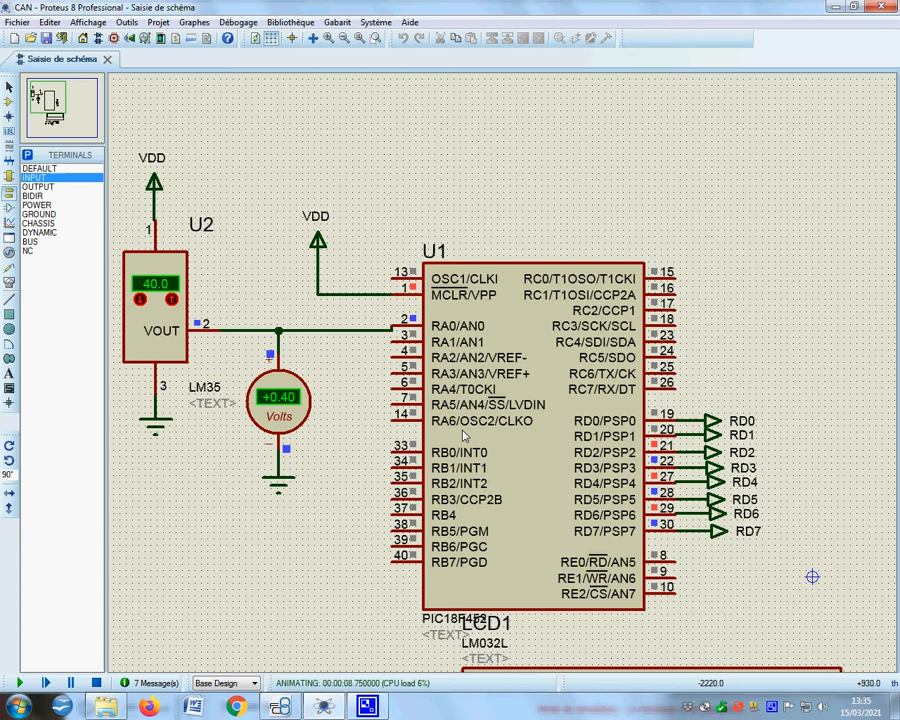 CAN - Proteus 8 Professional - Saisie de schéma
Fichier Editer Affichage Outils Projet Graphes Débogage Bibliothèque Gabarit Système Aide
Saisie de schéma
P TERMINALS
DEFAULT
INPUT
OUTPUT
BIDIR
POWER
GROUND
CHASSIS
DYNAMIC
BUS
NC
90°
VDD
1
U2
40.0
VOUT
2
3
LM35
<TEXT>
+0.40
Volts
VDD
U1
13 OSC1/CLKI
1 MCLR/VPP
2 RA0/AN0
3 RA1/AN1
4 RA2/AN2/VREF-
5 RA3/AN3/VREF+
6 RA4/T0CKI
7 RA5/AN4/SS/LVDIN
14 RA6/OSC2/CLKO
33 RB0/INT0
34 RB1/INT1
35 RB2/INT2
36 RB3/CCP2B
37 RB4
38 RB5/PGM
39 RB6/PGC
40 RB7/PGD
RC0/T1OSO/T1CKI 15
RC1/T1OSI/CCP2A 16
RC2/CCP1 17
RC3/SCK/SCL 18
RC4/SDI/SDA 23
RC5/SDO 24
RC6/TX/CK 25
RC7/RX/DT 26
RD0/PSP0 19 RD0
RD1/PSP1 20 RD1
RD2/PSP2 21 RD2
RD3/PSP3 22 RD3
RD4/PSP4 27 RD4
RD5/PSP5 28 RD5
RD6/PSP6 29 RD6
RD7/PSP7 30 RD7
RE0/RD/AN5 8
RE1/WR/AN6 9
RE2/CS/AN7 10
PIC18F452
<TEXT>
LCD1
LM032L
<TEXT>
7 Message(s) Base Design ANIMATING: 00:00:08.750000 (CPU load 6%) -2220.0 +930.0 th
13:35
15/03/2021